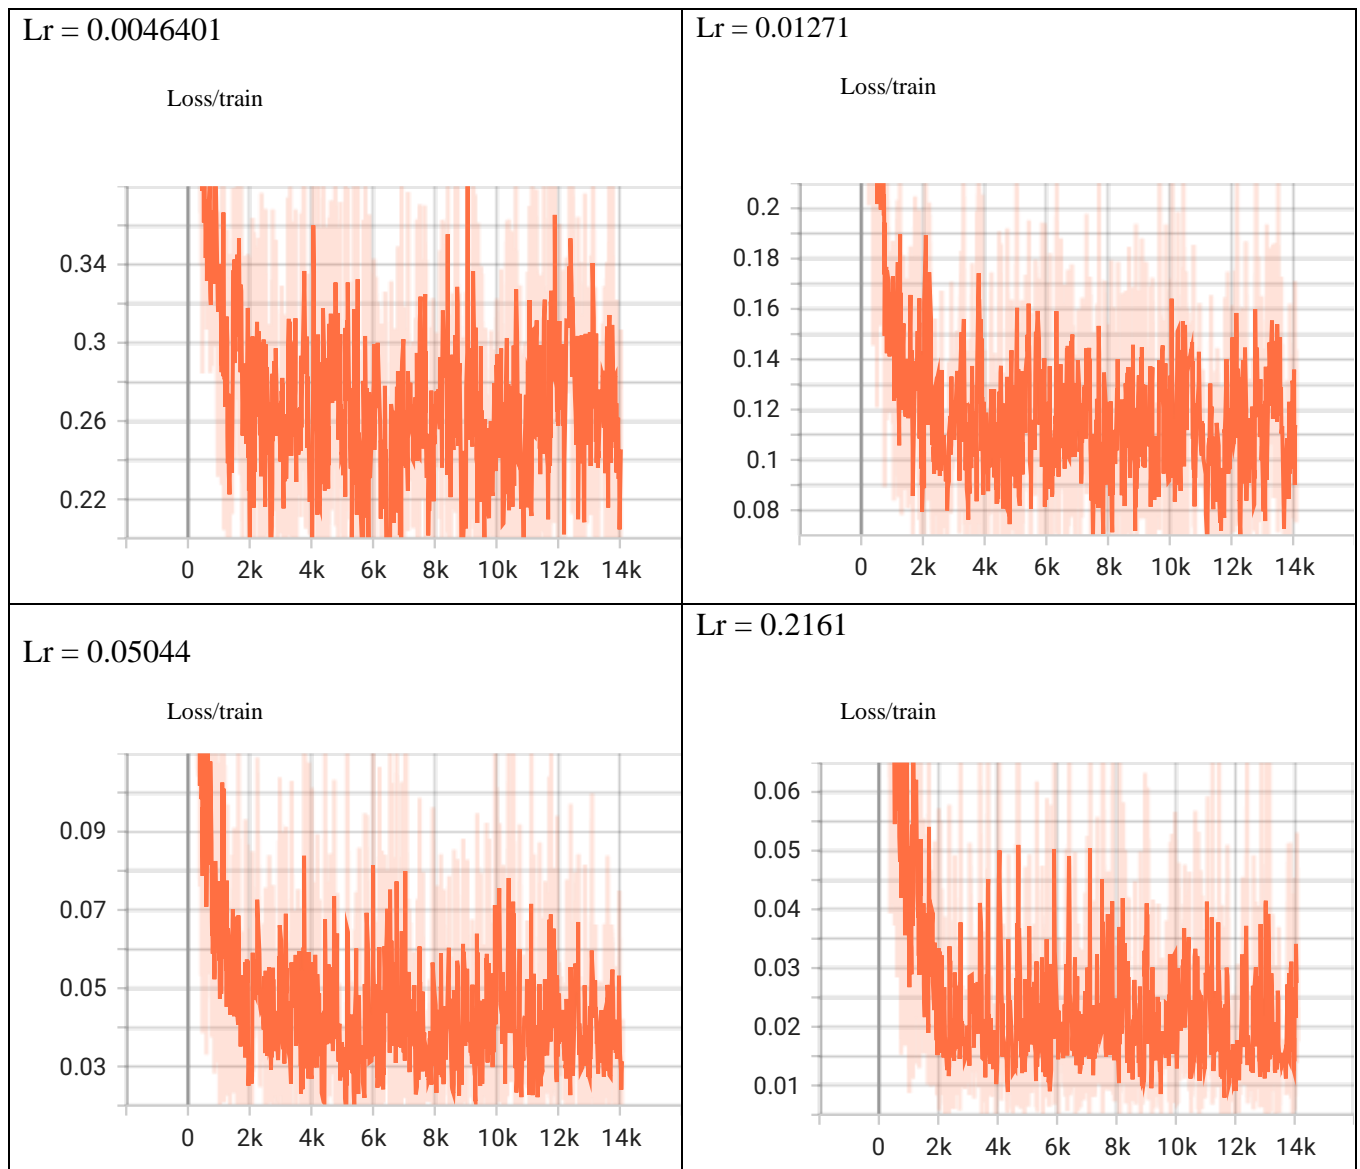 Lr = 0.0046401
Loss/train
0.34
0.3
0.26
0.22
0 2k 4k 6k 8k 10k 12k 14k
Lr = 0.01271
Loss/train
0.2
0.18
0.16
0.14
0.12
0.1
0.08
0 2k 4k 6k 8k 10k 12k 14k
Lr = 0.05044
Loss/train
0.09
0.07
0.05
0.03
0 2k 4k 6k 8k 10k 12k 14k
Lr = 0.2161
Loss/train
0.06
0.05
0.04
0.03
0.02
0.01
0 2k 4k 6k 8k 10k 12k 14k